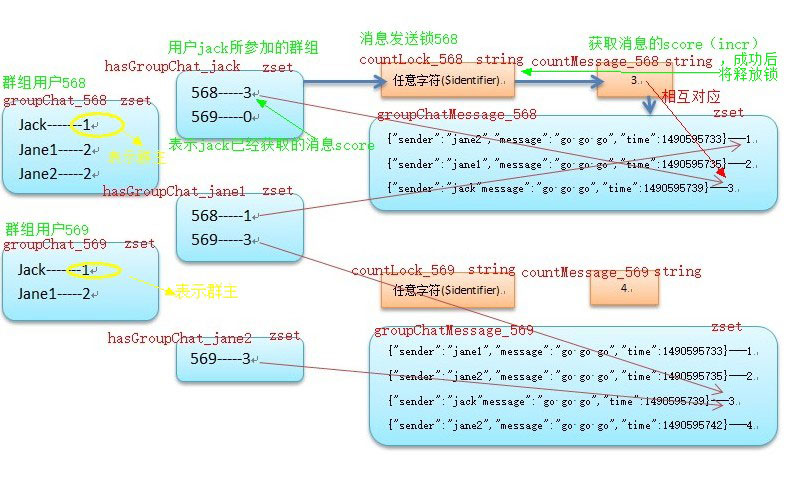 用户jack所参加的群组
消息发送锁568
获取消息的score（incr）
，成功后
将释放锁
hasGroupChat_jack zset
countLock_568 string
countMessage_568 string
群组用户568
groupChat_568 zset
568-----3
569-----0
任意字符($identifier)
3
相互对应
Jack-------1
Jane1-----2
Jane2-----2
表示群主
表示jack已经获取的消息score
groupChatMessage_568
zset
{"sender":"jane2","message":"go go go","time":1490595733}——1
{"sender":"jane1","message":"go go go","time":1490595735}——2
{"sender":"jack"message":"go go go","time":1490595739}——3
hasGroupChat_jane1 zset
568-----1
569-----3
群组用户569
groupChat_569 zset
Jack-------1
Jane1-----2
表示群主
countLock_569 string
countMessage_569 string
任意字符($identifier)
4
hasGroupChat_jane2 zset
569-----3
groupChatMessage_569
zset
{"sender":"jane1","message":"go go go","time":1490595733}——1
{"sender":"jane2","message":"go go go","time":1490595735}——2
{"sender":"jack"message":"go go go","time":1490595739}——3
{"sender":"jane2","message":"go go go","time":1490595742}——4